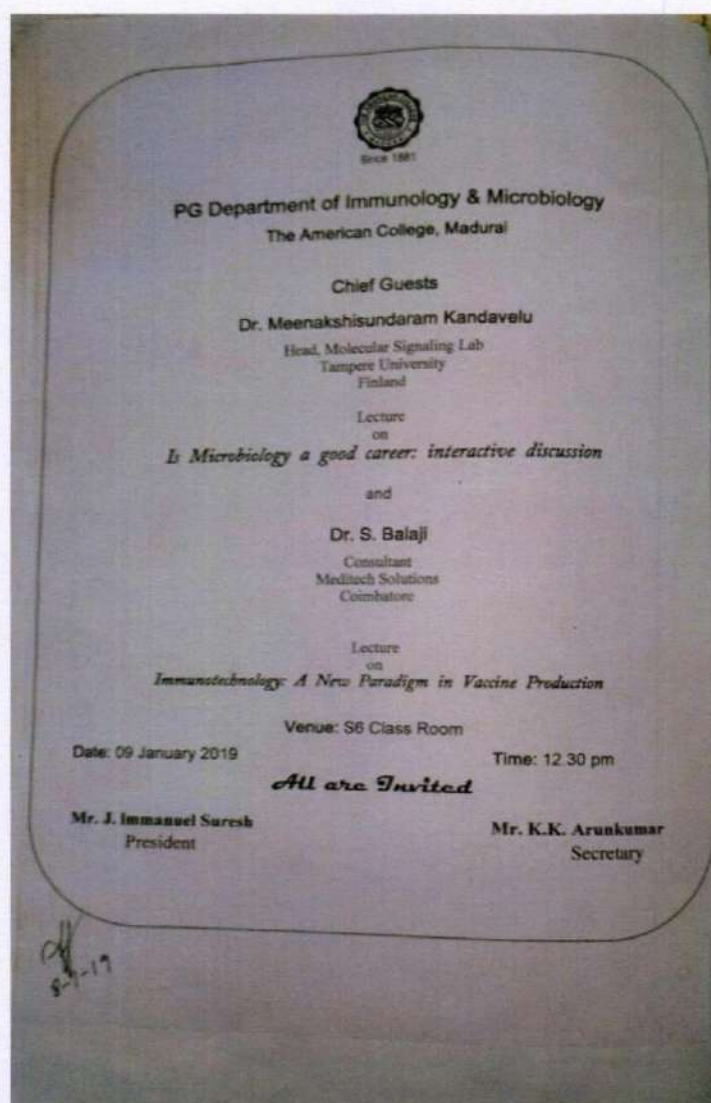 Since 1881
PG Department of Immunology & Microbiology
The American College, Madurai
Chief Guests
Dr. Meenakshisundaram Kandavelu
Head, Molecular Signaling Lab
Tampere University
Finland
Lecture
on
Is Microbiology a good career: interactive discussion
and
Dr. S. Balaji
Consultant
Meditech Solutions
Coimbatore
Lecture
on
Immunotechnology: A New Paradigm in Vaccine Production
Venue: S6 Class Room
Date: 09 January 2019
Time: 12.30 pm
All are Invited
Mr. J. Immanuel Suresh
President
Mr. K.K. Arunkumar
Secretary
8-1-19